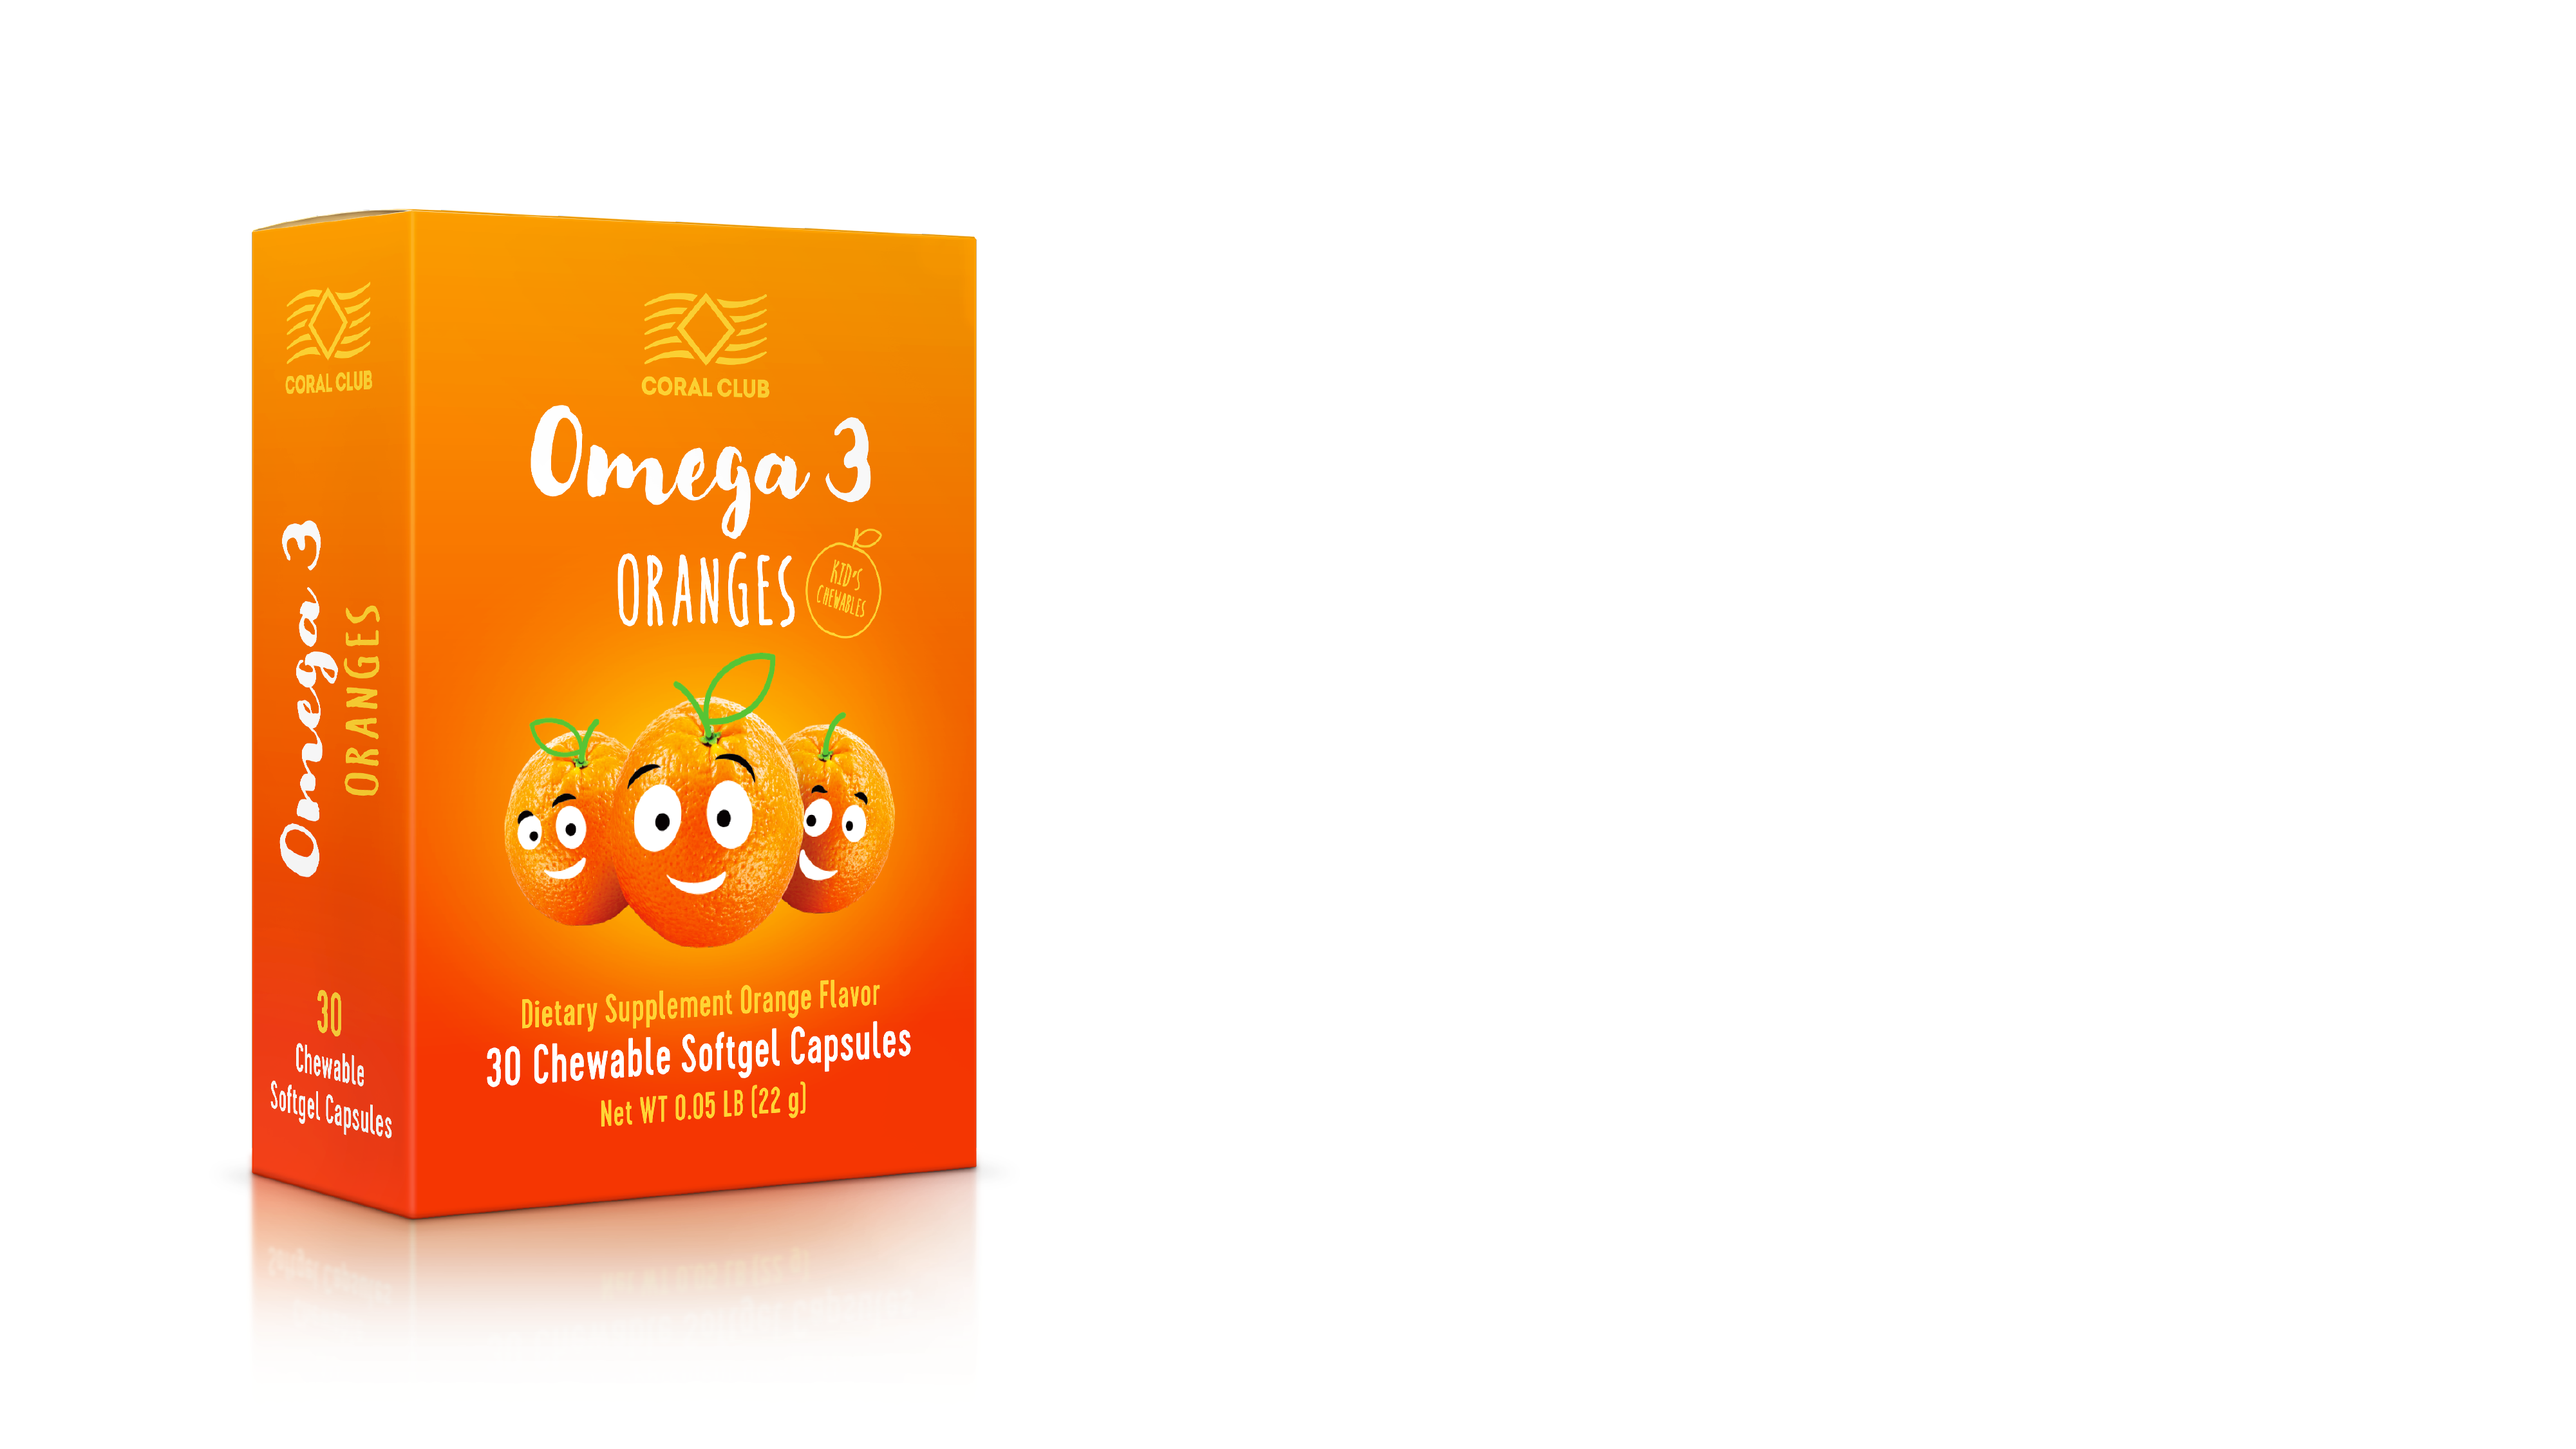 CORAL CLUB
Omega 3
ORANGES
30
Chewable
Softgel Capsules
CORAL CLUB
Omega 3
ORANGES
KID'S
CHEWABLES
Dietary Supplement Orange Flavor
30 Chewable Softgel Capsules
Net WT 0.05 LB (22 g)